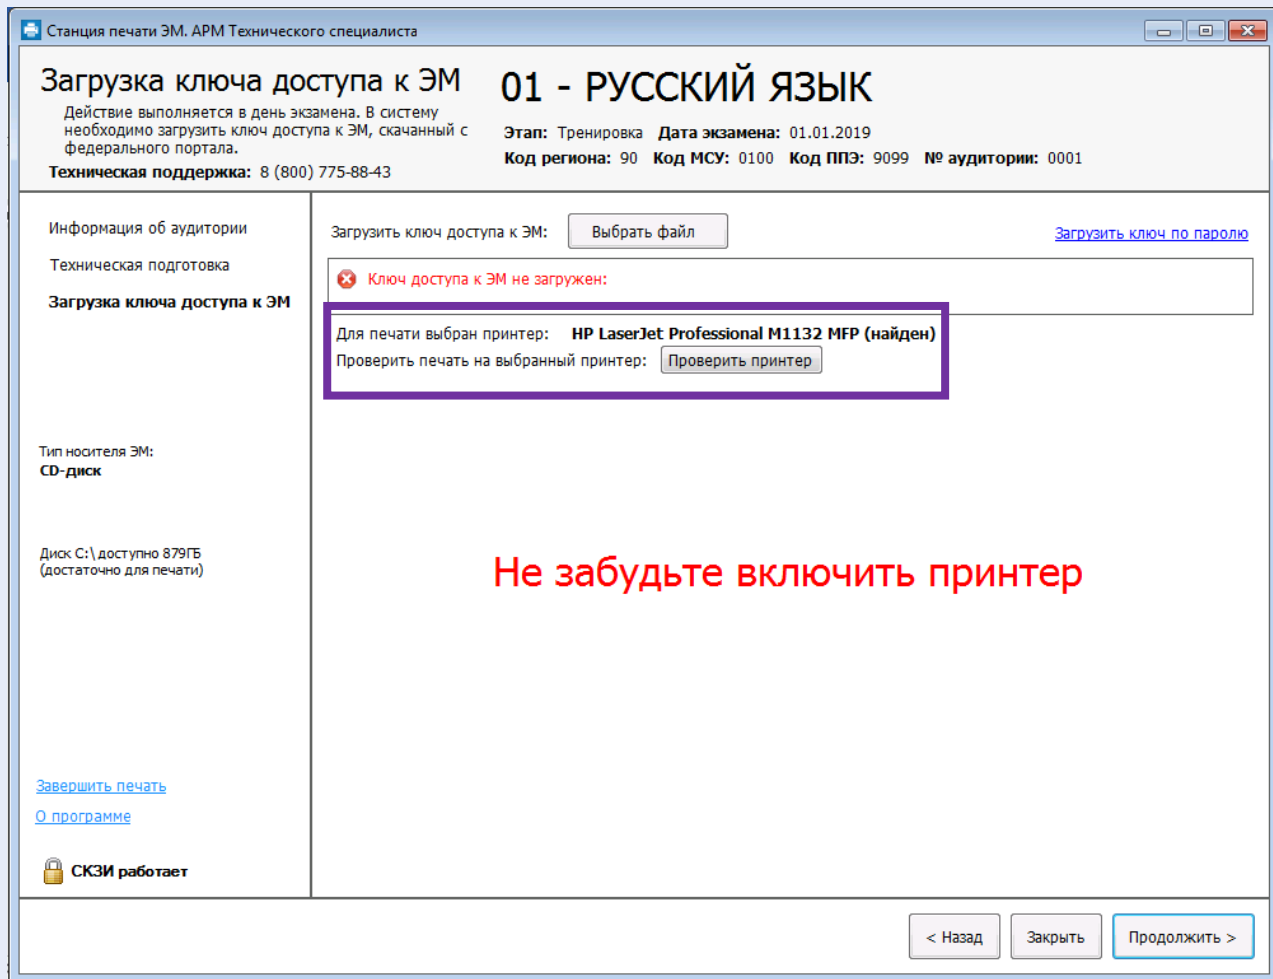 Станция печати ЭМ. АРМ Технического специалиста
Загрузка ключа доступа к ЭМ
Действие выполняется в день экзамена. В систему
необходимо загрузить ключ доступа к ЭМ, скачанный с
федерального портала.
Техническая поддержка: 8 (800) 775-88-43
01 - РУССКИЙ ЯЗЫК
Этап: Тренировка Дата экзамена: 01.01.2019
Код региона: 90 Код МСУ: 0100 Код ППЭ: 9099 № аудитории: 0001
Информация об аудитории
Техническая подготовка
Загрузка ключа доступа к ЭМ
Тип носителя ЭМ:
CD-диск
Диск C:\ доступно 879ГБ
(достаточно для печати)
Завершить печать
О программе
СКЗИ работает
Загрузить ключ доступа к ЭМ: Выбрать файл Загрузить ключ по паролю
Ключ доступа к ЭМ не загружен:
Для печати выбран принтер: HP LaserJet Professional M1132 MFP (найден)
Проверить печать на выбранный принтер: Проверить принтер
Не забудьте включить принтер
< Назад Закрыть Продолжить >